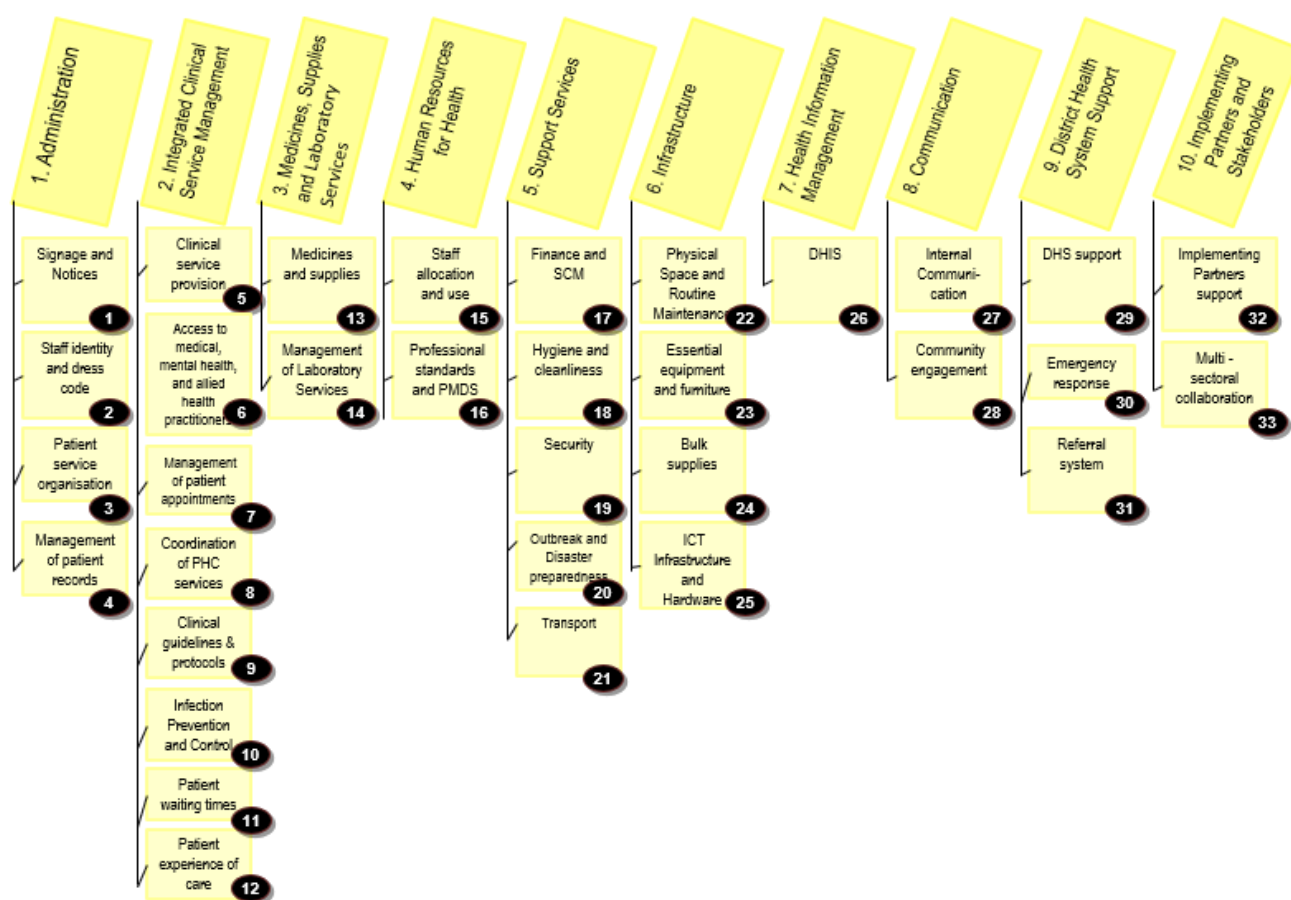 1. Administration
Signage and
Notices
1
Staff identity
and dress
code
2
Patient
service
organisation
3
Management
of patient
records
4
2. Integrated Clinical
Service Management
Clinical
service
provision
5
Access to
medical,
mental health,
and allied
health
practitioners
6
Management
of patient
appointments
7
Coordination
of PHC
services
8
Clinical
guidelines &
protocols
9
Infection
Prevention
and Control
10
Patient
waiting times
11
Patient
experience of
care
12
3. Medicines, Supplies
and Laboratory
Services
Medicines
and supplies
13
Management
of Laboratory
Services
14
4. Human Resources
for Health
Staff
allocation
and use
15
Professional
standards
and PMDS
16
5. Support Services
Finance and
SCM
17
Hygiene and
cleanliness
18
Security
19
Outbreak and
Disaster
preparedness
20
Transport
21
6. Infrastructure
Physical
Space and
Routine
Maintenance
22
Essential
equipment
and furniture
23
Bulk
supplies
24
ICT
Infrastructure
and
Hardware
25
7. Health Information
Management
DHIS
26
8. Communication
Internal
Communi-
cation
27
Community
engagement
28
9. District Health
System Support
DHS support
29
Emergency
response
30
Referral
system
31
10. Implementing
Partners and
Stakeholders
Implementing
Partners
support
32
Multi -
sectoral
collaboration
33